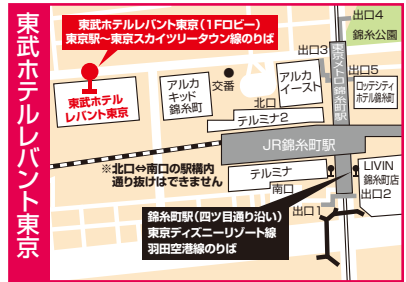 東武ホテルレバント東京
東武ホテルレバント東京(1Fロビー)
東京駅~東京スカイツリータウン線のりば
東武ホテル
レバント東京
アルカ
キッド
錦糸町
交番
北口
アルカ
イースト
テルミナ2
出口3
東京メトロ錦糸町駅
出口4
錦糸公園
出口5
ロッテシティ
ホテル錦糸町
JR錦糸町駅
※北口⇔南口の駅構内
通り抜けはできません
テルミナ
南口
出口1
LIVIN
錦糸町店
出口2
錦糸町駅(四ツ目通り沿い)
東京ディズニーリゾート線
羽田空港線のりば